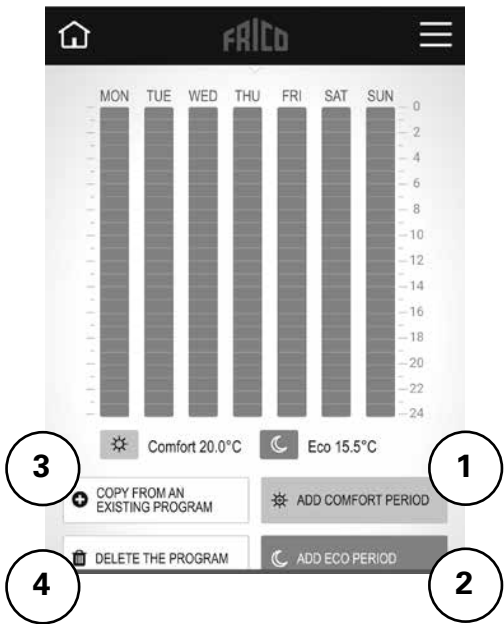 FRICO
MON TUE WED THU FRI SAT SUN
0
2
4
6
8
10
12
14
16
18
20
22
24
Comfort 20.0°C Eco 15.5°C
3
1
COPY FROM AN
EXISTING PROGRAM
ADD COMFORT PERIOD
DELETE THE PROGRAM
ADD ECO PERIOD
4
2